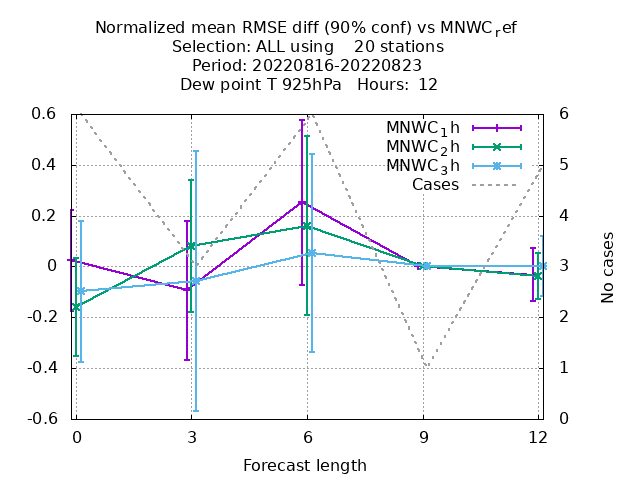 Normalized mean RMSE diff (90% conf) vs MNWC_ref
Selection: ALL using    20 stations
Period: 20220816-20220823
Dew point T 925hPa   Hours:  12
0.6
0.4
0.2
0
-0.2
-0.4
-0.6
6
5
4
3
2
1
0
No cases
MNWC_1h
MNWC_2h
MNWC_3h
Cases
0 3 6 9 12
Forecast length